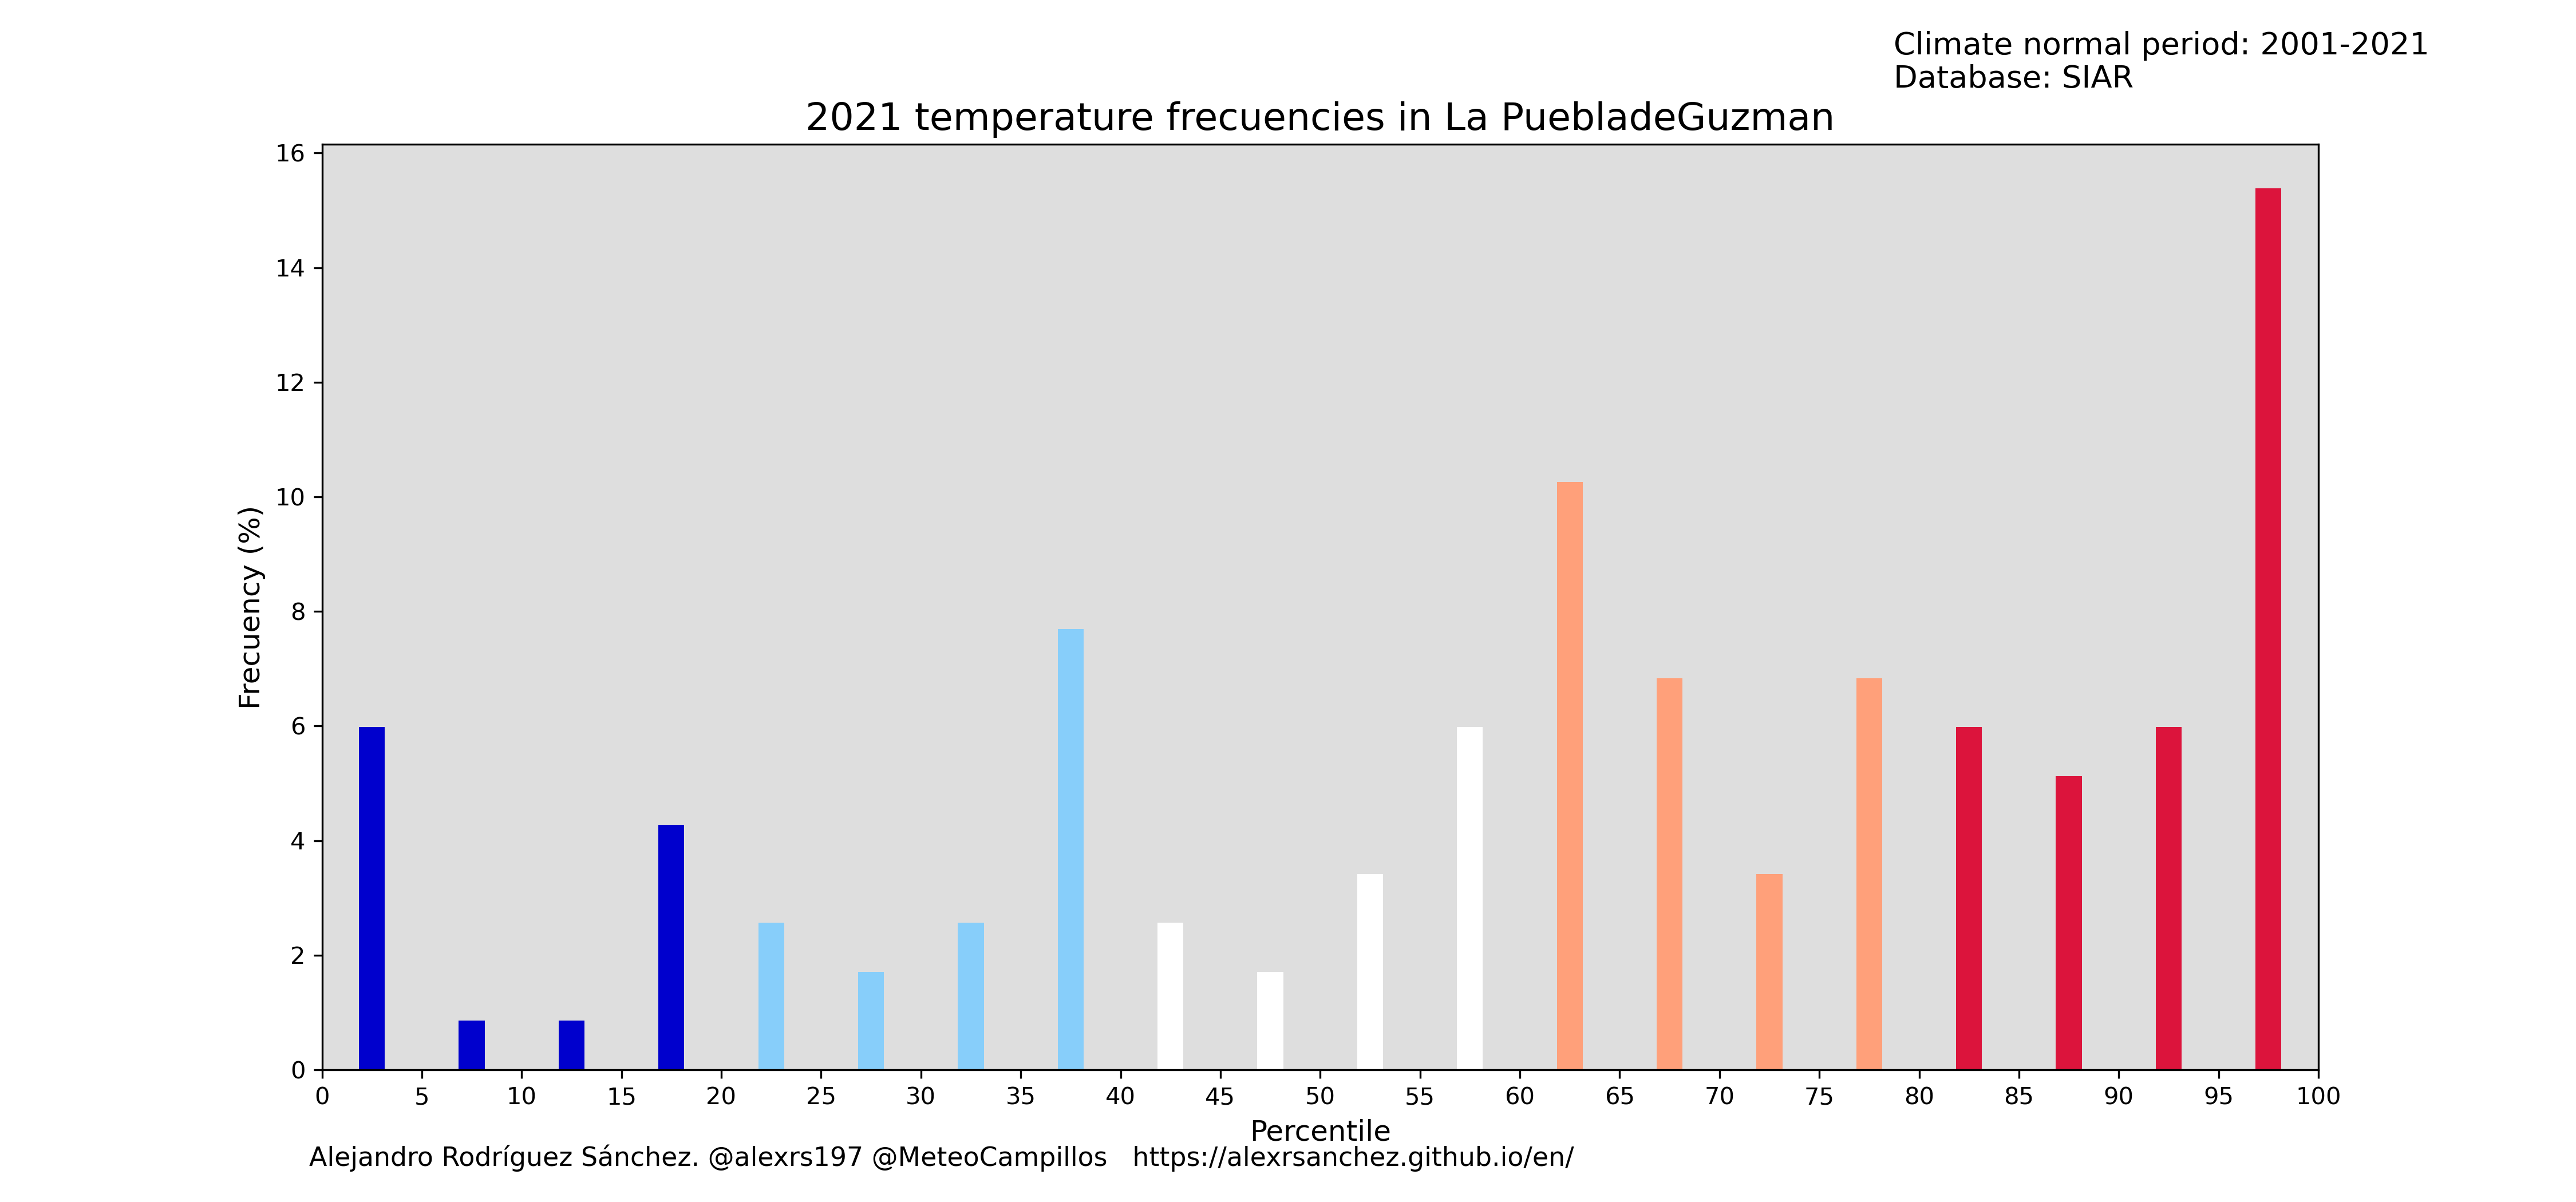 Climate normal period: 2001-2021
Database: SIAR
2021 temperature frecuencies in La PuebladeGuzman
16
14
12
10
8
6
4
2
0
Frecuency (%)
0 5 10 15 20 25 30 35 40 45 50 55 60 65 70 75 80 85 90 95 100
Percentile
Alejandro Rodríguez Sánchez. @alexrs197 @MeteoCampillos https://alexrsanchez.github.io/en/